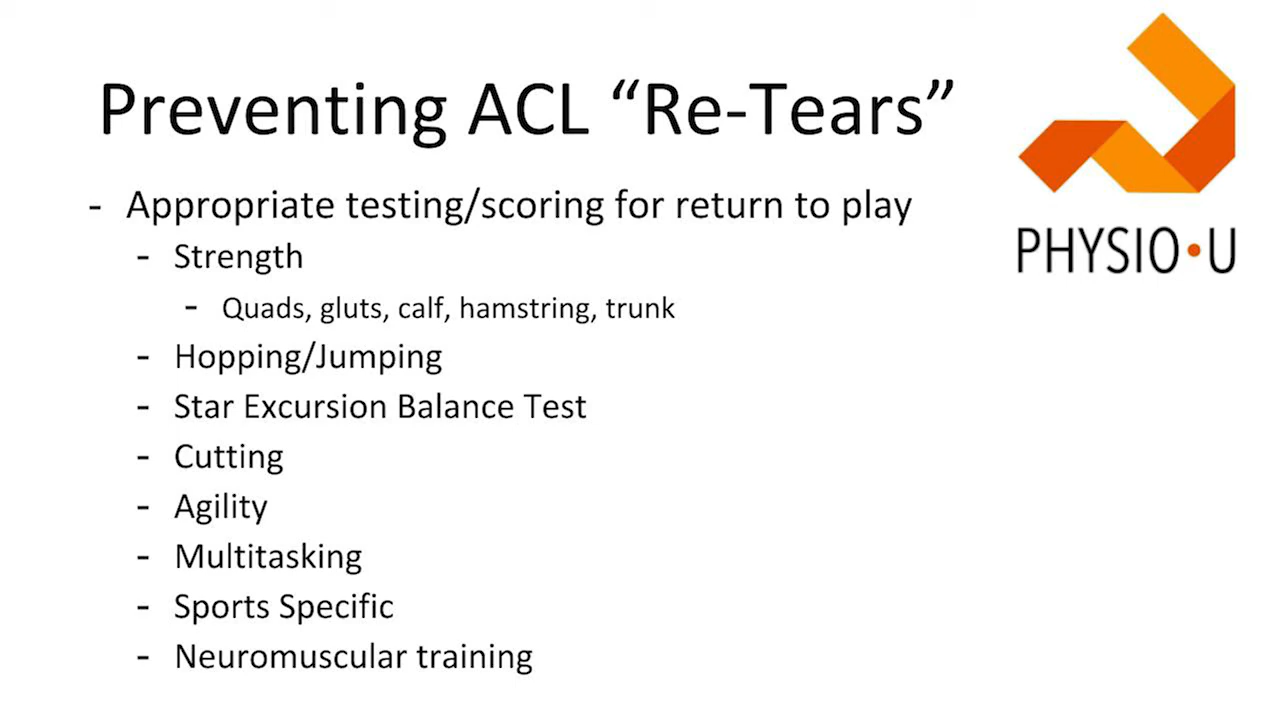 Preventing ACL “Re-Tears”
- Appropriate testing/scoring for return to play
- Strength
- Quads, gluts, calf, hamstring, trunk
- Hopping/Jumping
- Star Excursion Balance Test
- Cutting
- Agility
- Multitasking
- Sports Specific
- Neuromuscular training
PHYSIO•U